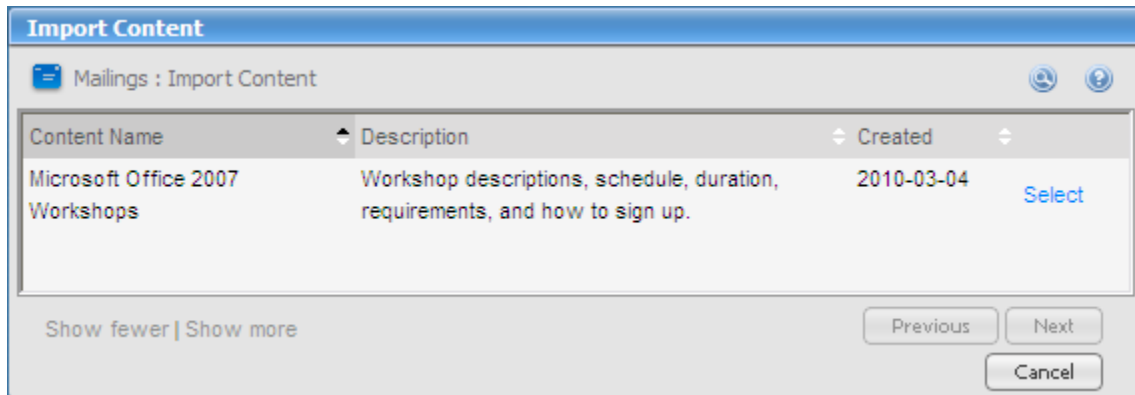 Import Content
Mailings : Import Content
Content Name Description Created
Microsoft Office 2007 Workshop descriptions, schedule, duration, 2010-03-04
Workshops requirements, and how to sign up. Select
Show fewer | Show more Previous Next
Cancel